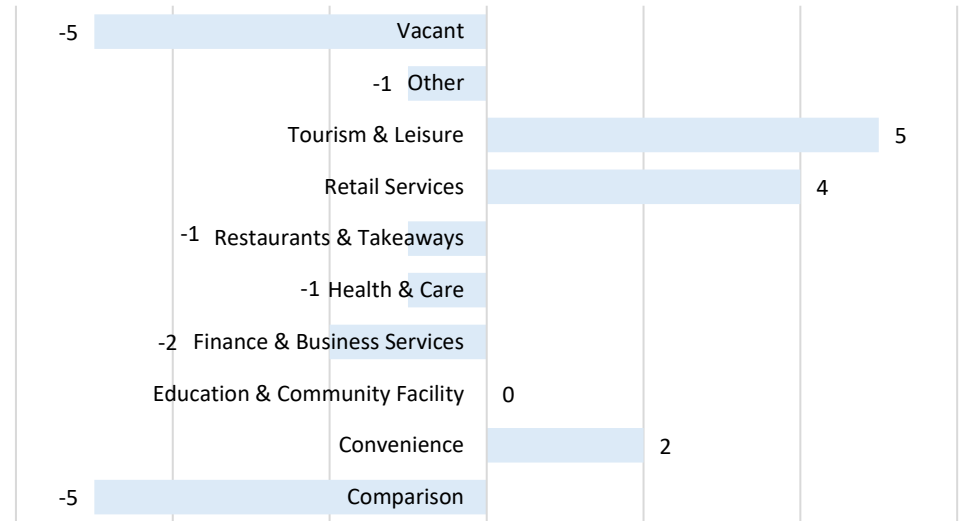 -5 Vacant
-1 Other
Tourism & Leisure 5
Retail Services 4
-1 Restaurants & Takeaways
-1 Health & Care
-2 Finance & Business Services
Education & Community Facility 0
Convenience 2
-5 Comparison